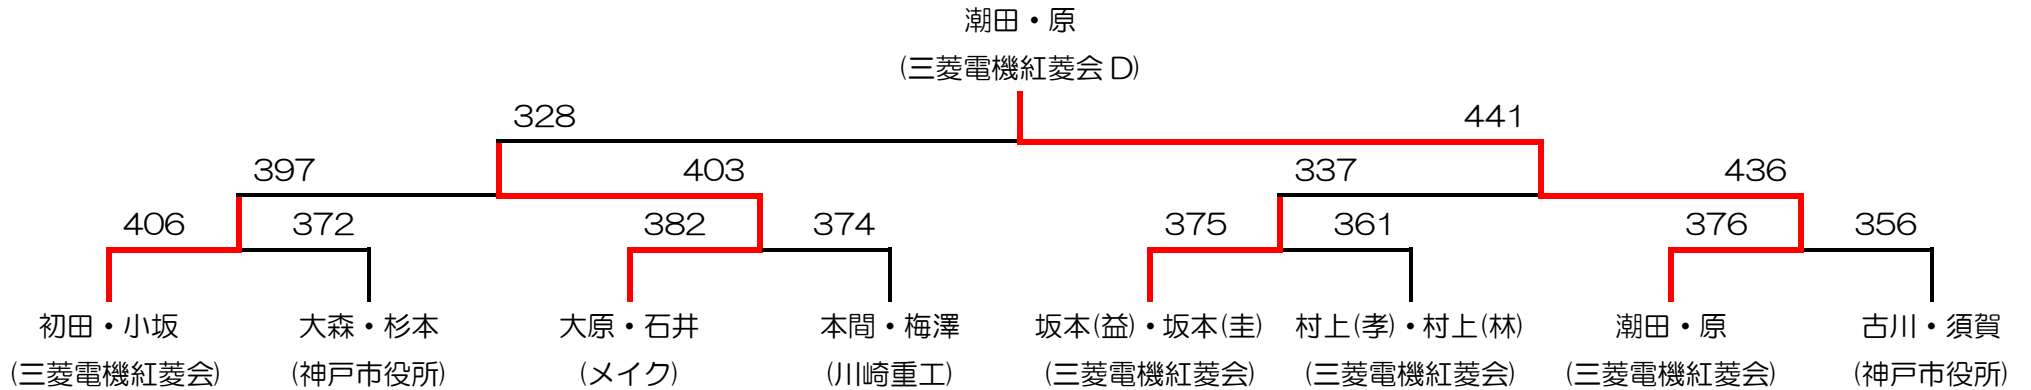 潮田・原
(三菱電機紅菱会D)
328 441
397 403 337 436
406 372 382 374 375 361 376 356
初田・小坂 大森・杉本 大原・石井 本間・梅澤 坂本(益)・坂本(圭) 村上(孝)・村上(林) 潮田・原 古川・須賀
(三菱電機紅菱会) (神戸市役所) (メイク) (川崎重工) (三菱電機紅菱会) (三菱電機紅菱会) (三菱電機紅菱会) (神戸市役所)